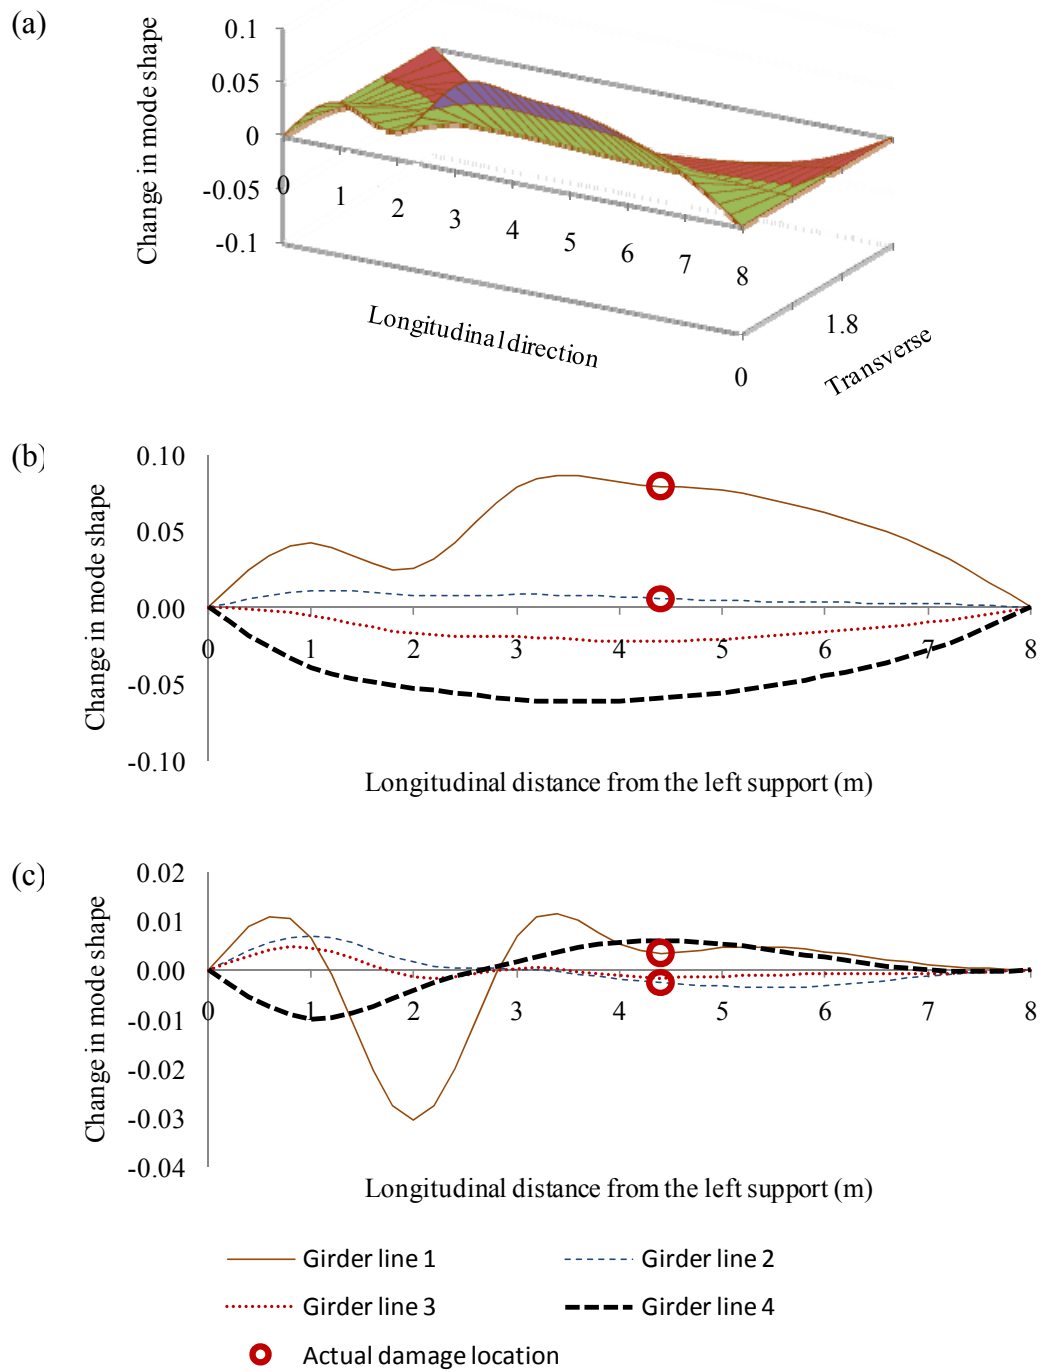 (a)
Change in mode shape
0.1
0.05
0
-0.05
-0.1
0
1
2
3
4
5
6
7
8
Longitudinal direction
0
1.8
Transverse
(b)
Change in mode shape
0.10
0.05
0.00
-0.05
-0.10
0 1 2 3 4 5 6 7 8
Longitudinal distance from the left support (m)
(c)
Change in mode shape
0.02
0.01
0.00
-0.01
-0.02
-0.03
-0.04
0 1 2 3 4 5 6 7 8
Longitudinal distance from the left support (m)
Girder line 1
Girder line 2
Girder line 3
Girder line 4
Actual damage location